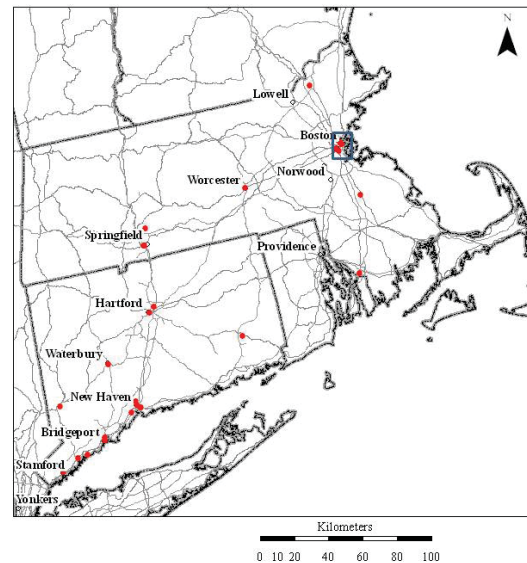 N
Lowell
Boston
Norwood
Worcester
Springfield
Providence
Hartford
Waterbury
New Haven
Bridgeport
Stamford
Yonkers
Kilometers
0 10 20 40 60 80 100